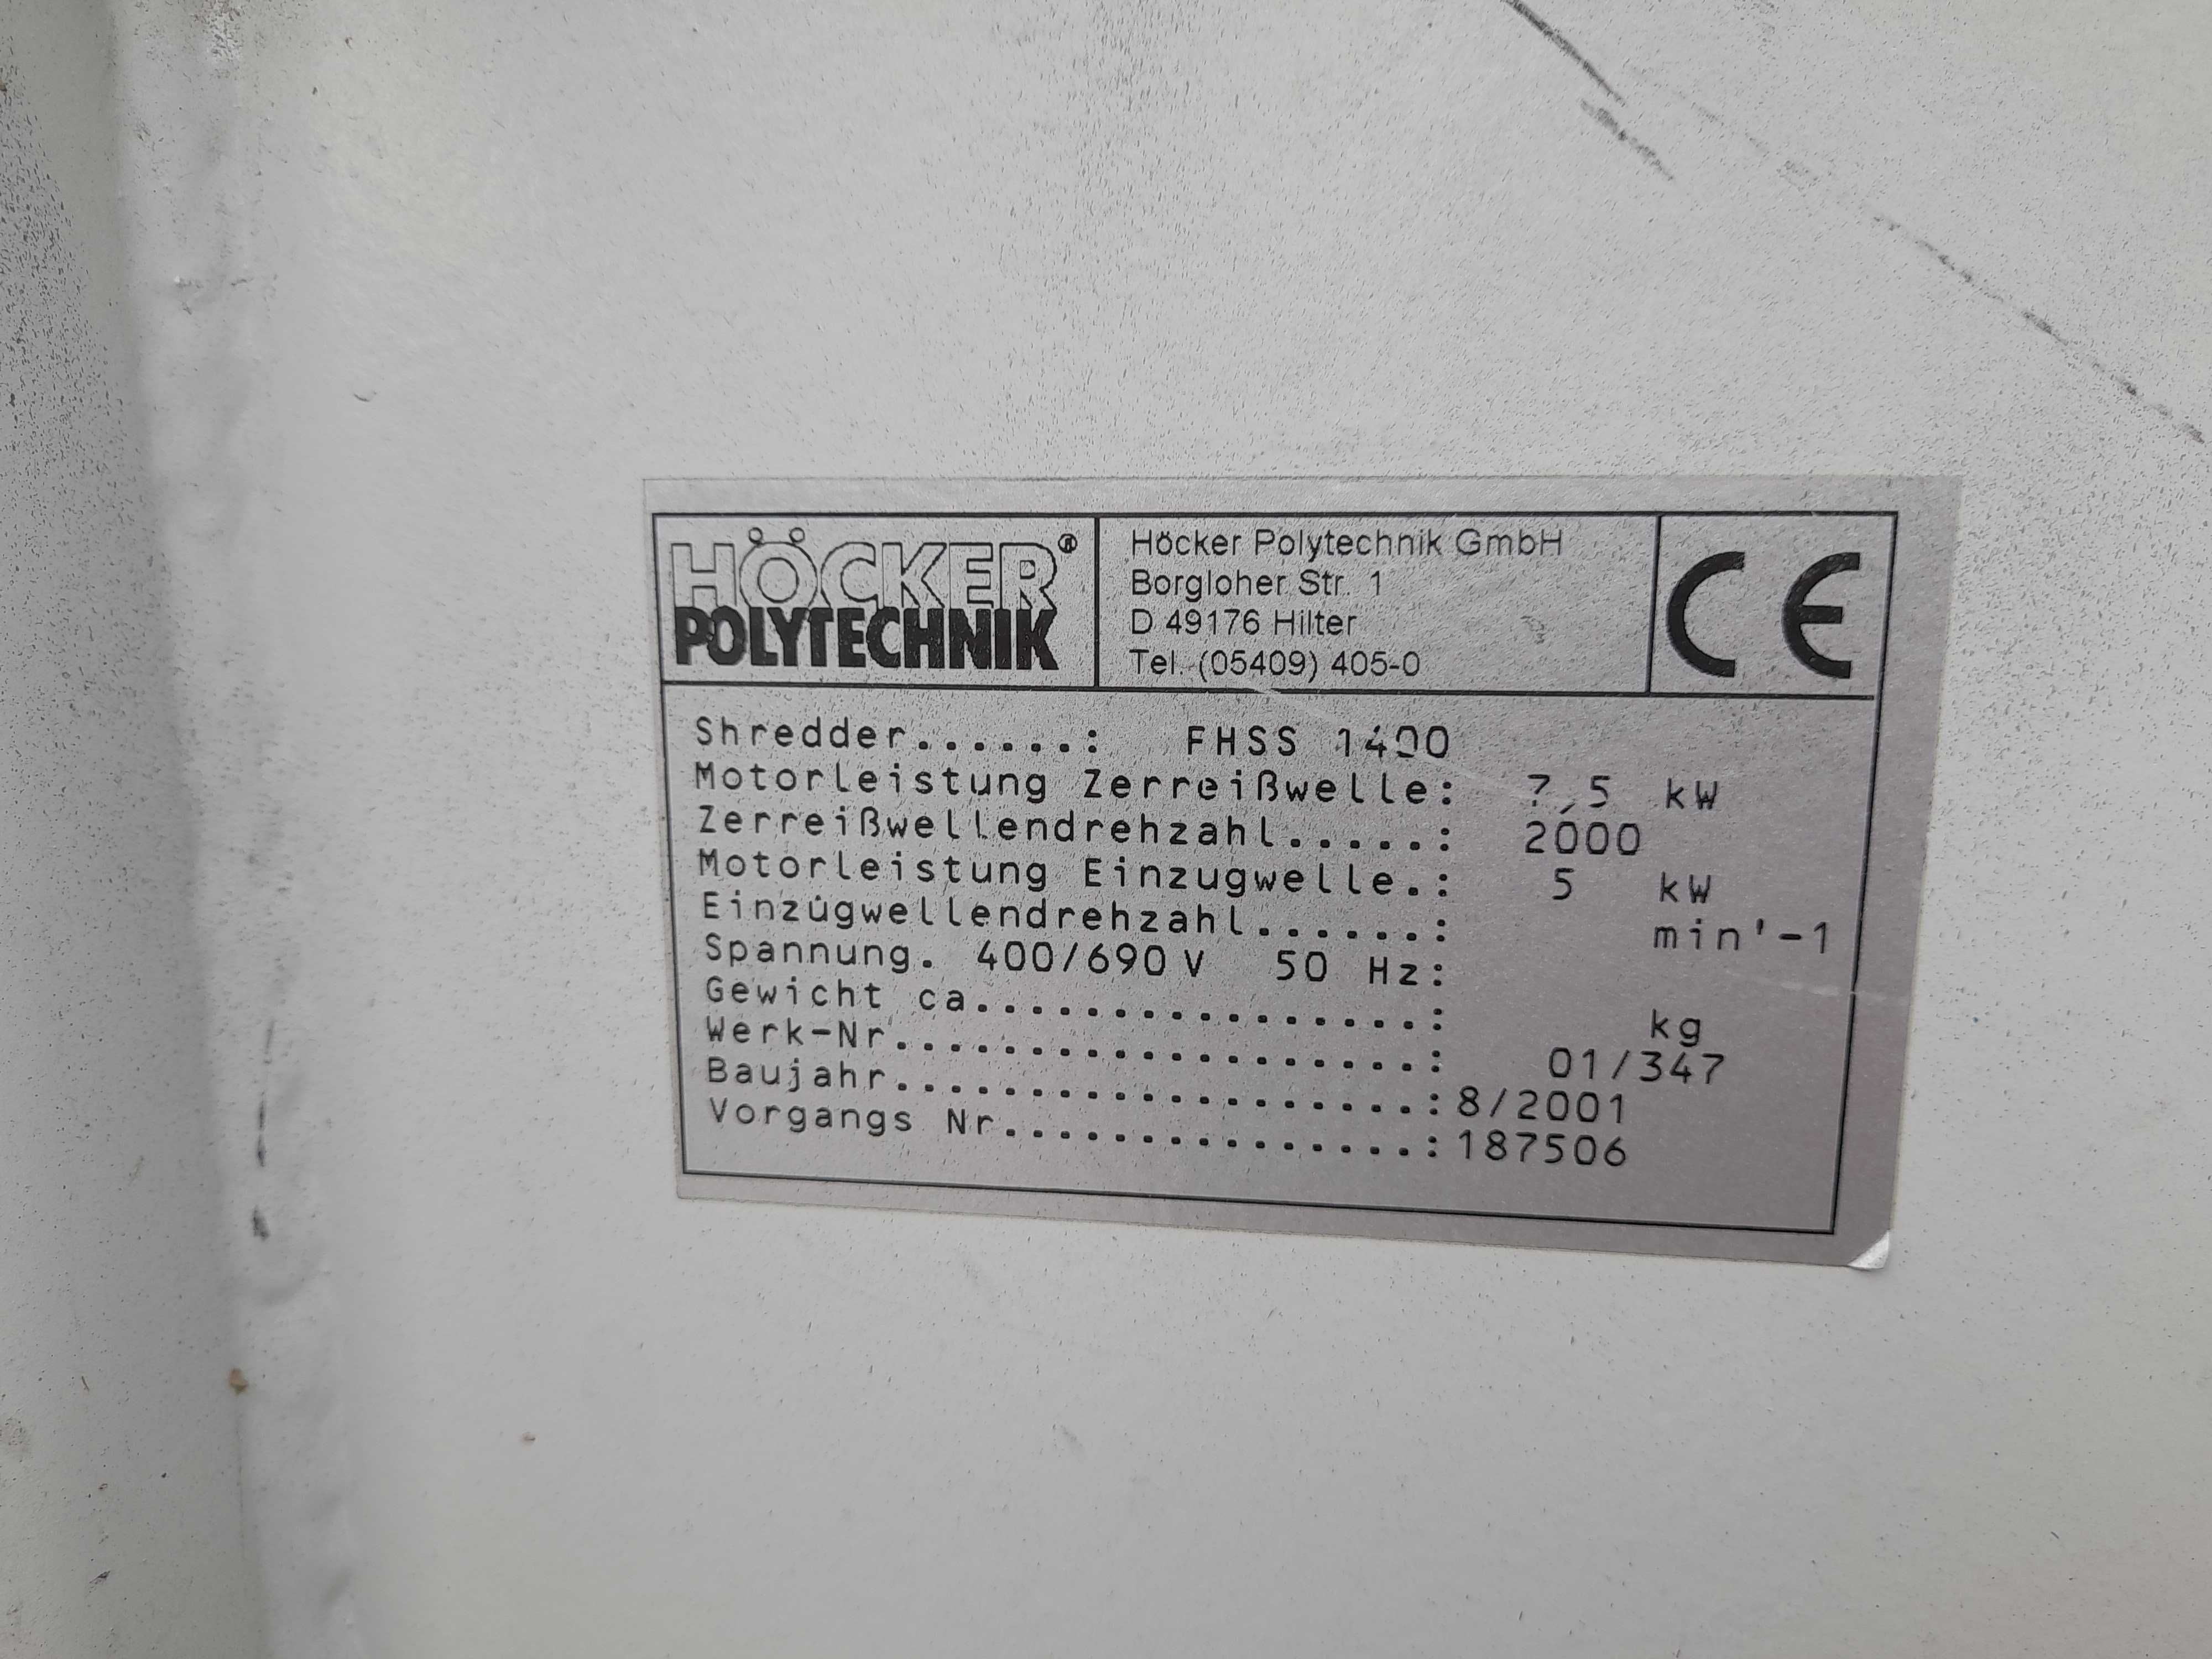 HÖCKER®
POLYTECHNIK
Höcker Polytechnik GmbH
Borgloher Str. 1
D 49176 Hilter
Tel. (05409) 405-0
CE
Shredder......: FHSS 1400
Motorleistung Zerreißwelle: 7,5 kW
Zerreißwellendrehzahl.....: 2000
Motorleistung Einzugwelle.: 5 kW
Einzugwellendrehzahl......: min'-1
Spannung. 400/690 V 50 Hz:
Gewicht ca.................: kg
Werk-Nr....................: 01/347
Baujahr....................: 8/2001
Vorgangs Nr................: 187506